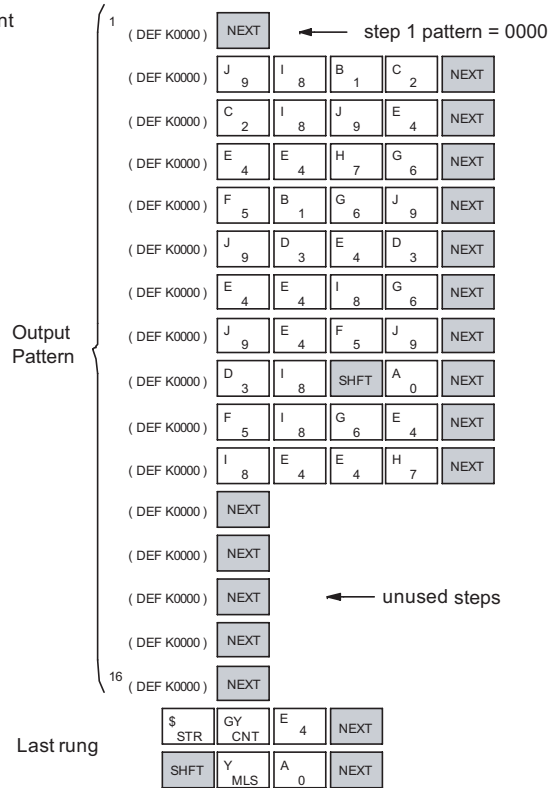 nt
1 ( DEF K0000 ) NEXT step 1 pattern = 0000
( DEF K0000 ) J 9 I 8 B 1 C 2 NEXT
( DEF K0000 ) C 2 I 8 J 9 E 4 NEXT
( DEF K0000 ) E 4 E 4 H 7 G 6 NEXT
( DEF K0000 ) F 5 B 1 G 6 J 9 NEXT
( DEF K0000 ) J 9 D 3 E 4 D 3 NEXT
( DEF K0000 ) E 4 E 4 I 8 G 6 NEXT
Output Pattern
( DEF K0000 ) J 9 E 4 F 5 J 9 NEXT
( DEF K0000 ) D 3 I 8 SHFT A 0 NEXT
( DEF K0000 ) F 5 I 8 G 6 E 4 NEXT
( DEF K0000 ) I 8 E 4 E 4 H 7 NEXT
( DEF K0000 ) NEXT
( DEF K0000 ) NEXT
( DEF K0000 ) NEXT unused steps
( DEF K0000 ) NEXT
16 ( DEF K0000 ) NEXT
Last rung
$ STR GY CNT E 4 NEXT
SHFT Y MLS A 0 NEXT